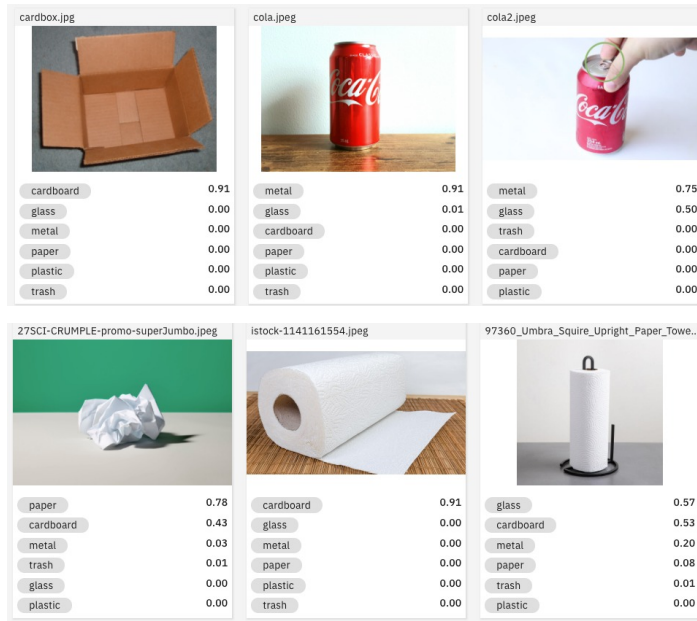 cardbox.jpg
cola.jpeg
cola2.jpeg
Coca-Co
Coca-C
cardboard 0.91
glass 0.00
metal 0.00
paper 0.00
plastic 0.00
trash 0.00
metal 0.91
glass 0.01
cardboard 0.00
paper 0.00
plastic 0.00
trash 0.00
metal 0.75
glass 0.50
trash 0.00
cardboard 0.00
paper 0.00
plastic 0.00
27SCI-CRUMPLE-promo-superJumbo.jpeg
istock-1141161554.jpeg
97360_Umbra_Squire_Upright_Paper_Towe...
paper 0.78
cardboard 0.43
metal 0.03
trash 0.01
glass 0.00
plastic 0.00
cardboard 0.91
glass 0.00
metal 0.00
paper 0.00
plastic 0.00
trash 0.00
glass 0.57
cardboard 0.53
metal 0.20
paper 0.08
trash 0.01
plastic 0.00